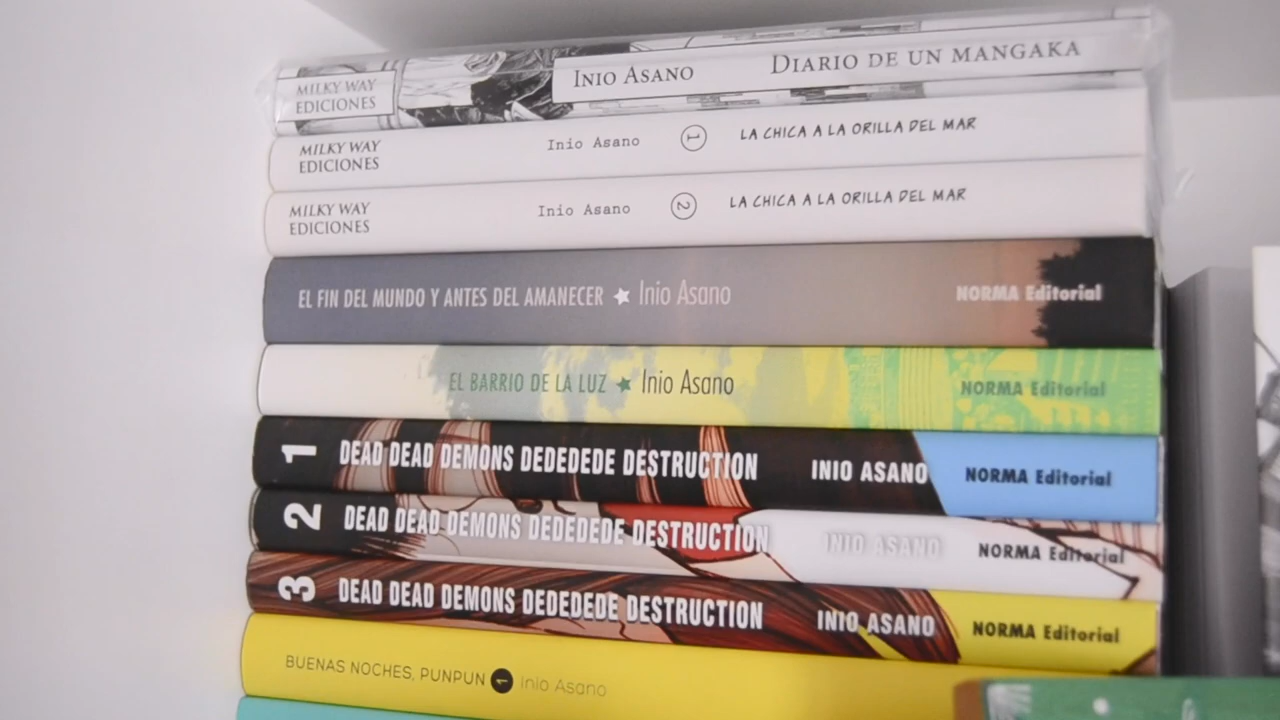 MILKY WAY
EDICIONES
INIO ASANO DIARIO DE UN MANGAKA
MILKY WAY
EDICIONES
Inio Asano 1 LA CHICA A LA ORILLA DEL MAR
MILKY WAY
EDICIONES
Inio Asano 2 LA CHICA A LA ORILLA DEL MAR
EL FIN DEL MUNDO Y ANTES DEL AMANECER ★ Inio Asano NORMA Editorial
EL BARRIO DE LA LUZ ★ Inio Asano NORMA Editorial
1 DEAD DEAD DEMONS DEDEDEDE DESTRUCTION INIO ASANO NORMA Editorial
2 DEAD DEAD DEMONS DEDEDEDE DESTRUCTION INIO ASANO NORMA Editorial
3 DEAD DEAD DEMONS DEDEDEDE DESTRUCTION INIO ASANO NORMA Editorial
BUENAS NOCHES, PUNPUN 1 Inio Asano